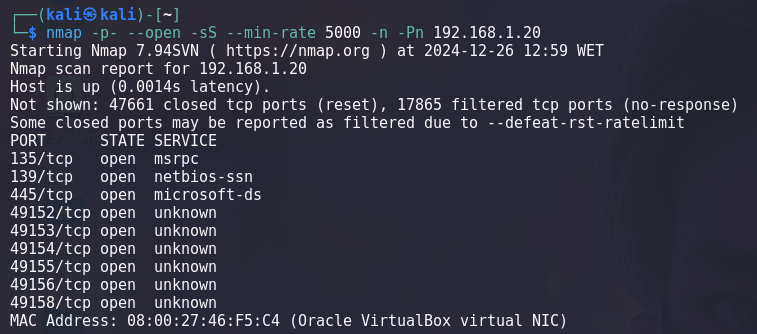 ┌──(kali㉿kali)-[~]
└─$ nmap -p- --open -sS --min-rate 5000 -n -Pn 192.168.1.20
Starting Nmap 7.94SVN ( https://nmap.org ) at 2024-12-26 12:59 WET
Nmap scan report for 192.168.1.20
Host is up (0.0014s latency).
Not shown: 47661 closed tcp ports (reset), 17865 filtered tcp ports (no-response)
Some closed ports may be reported as filtered due to --defeat-rst-ratelimit
PORT      STATE SERVICE
135/tcp   open  msrpc
139/tcp   open  netbios-ssn
445/tcp   open  microsoft-ds
49152/tcp open  unknown
49153/tcp open  unknown
49154/tcp open  unknown
49155/tcp open  unknown
49156/tcp open  unknown
49158/tcp open  unknown
MAC Address: 08:00:27:46:F5:C4 (Oracle VirtualBox virtual NIC)